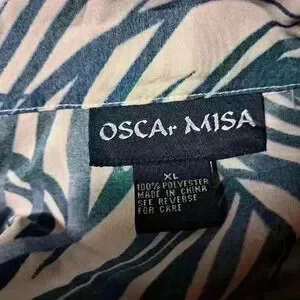 OSCAr MISA
XL
100% POLYESTER
MADE IN CHINA
SEE REVERSE
FOR CARE